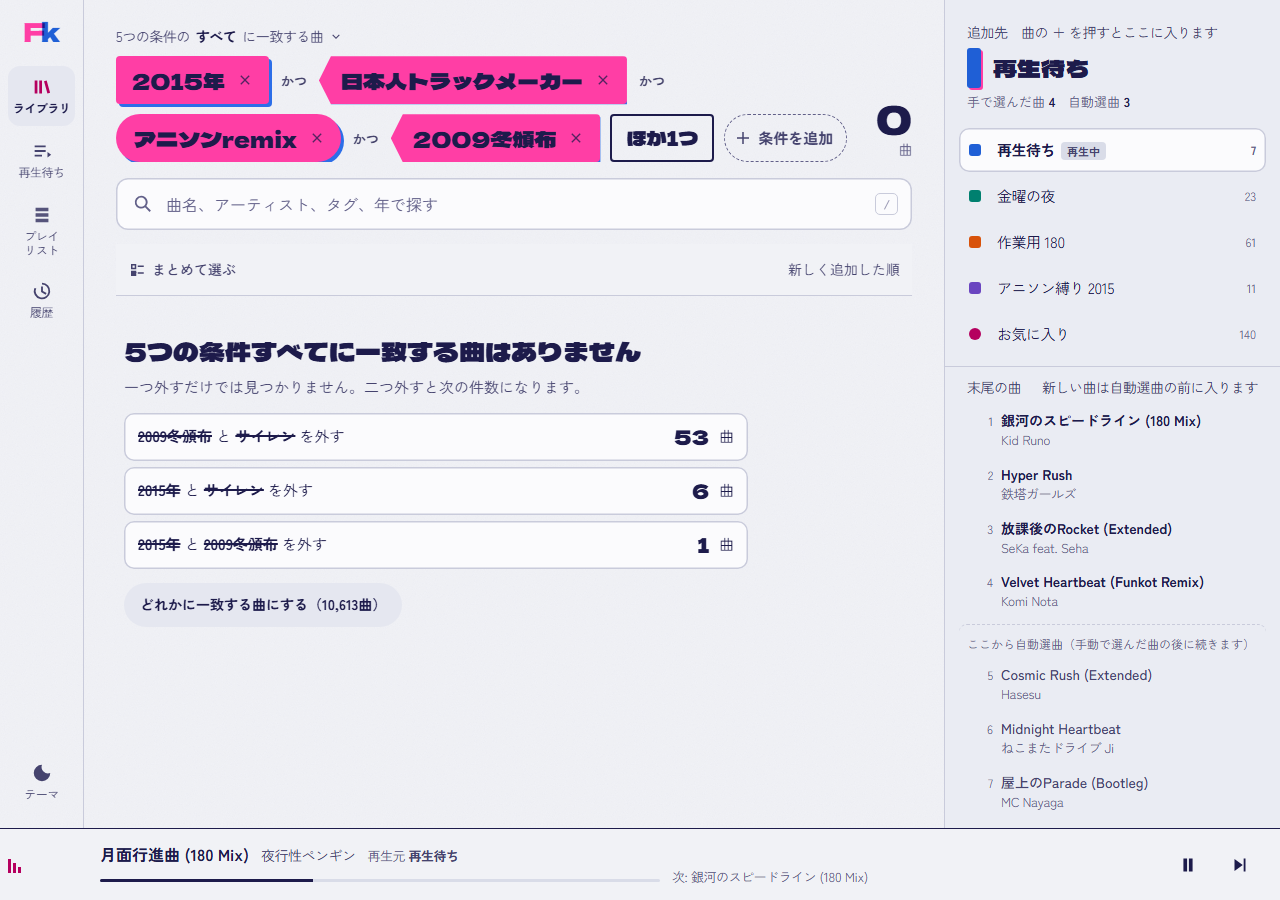 Fk
ライブラリ
再生待ち
プレイ
リスト
履歴
テーマ
5つの条件の すべて に一致する曲
2015年 × かつ 日本人トラックメーカー × かつ
アニソンremix × かつ 2009冬頒布 × ほか1つ + 条件を追加
0
曲
曲名、アーティスト、タグ、年で探す /
まとめて選ぶ 新しく追加した順
5つの条件すべてに一致する曲はありません
一つ外すだけでは見つかりません。二つ外すと次の件数になります。
2009冬頒布 と サイレン を外す 53 曲
2015年 と サイレン を外す 6 曲
2015年 と 2009冬頒布 を外す 1 曲
どれかに一致する曲にする（10,613曲）
追加先 曲の ＋ を押すとここに入ります
再生待ち
手で選んだ曲 4 自動選曲 3
再生待ち 再生中 7
金曜の夜 23
作業用 180 61
アニソン縛り 2015 11
お気に入り 140
末尾の曲 新しい曲は自動選曲の前に入ります
1 銀河のスピードライン (180 Mix)
Kid Runo
2 Hyper Rush
鉄塔ガールズ
3 放課後のRocket (Extended)
SeKa feat. Seha
4 Velvet Heartbeat (Funkot Remix)
Komi Nota
ここから自動選曲（手動で選んだ曲の後に続きます）
5 Cosmic Rush (Extended)
Hasesu
6 Midnight Heartbeat
ねこまたドライブ Ji
7 屋上のParade (Bootleg)
MC Nayaga
月面行進曲 (180 Mix) 夜行性ペンギン 再生元 再生待ち
次: 銀河のスピードライン (180 Mix)